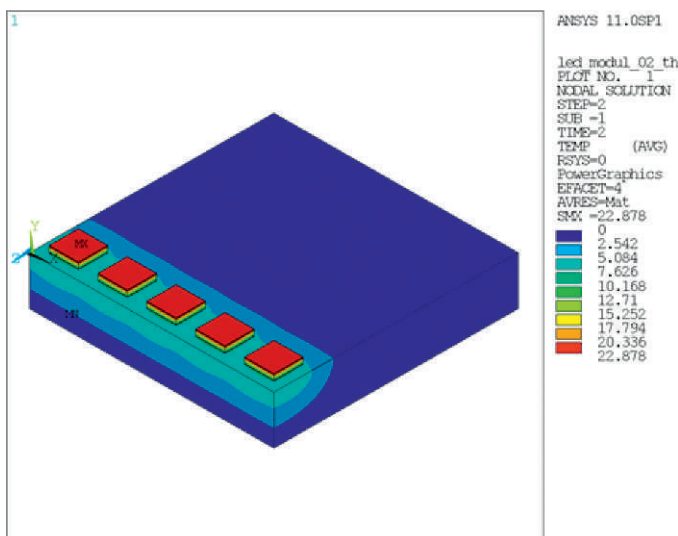 1
ANSYS 11.0SP1
led_modul_02_th
PLOT NO. 1
NODAL SOLUTION
STEP=2
SUB =1
TIME=2
TEMP (AVG)
RSYS=0
PowerGraphics
EFACET=4
AVRES=Mat
SMX =22.878
0
2.542
5.084
7.626
10.168
12.71
15.252
17.794
20.336
22.878
MX
Y
Z X
MN